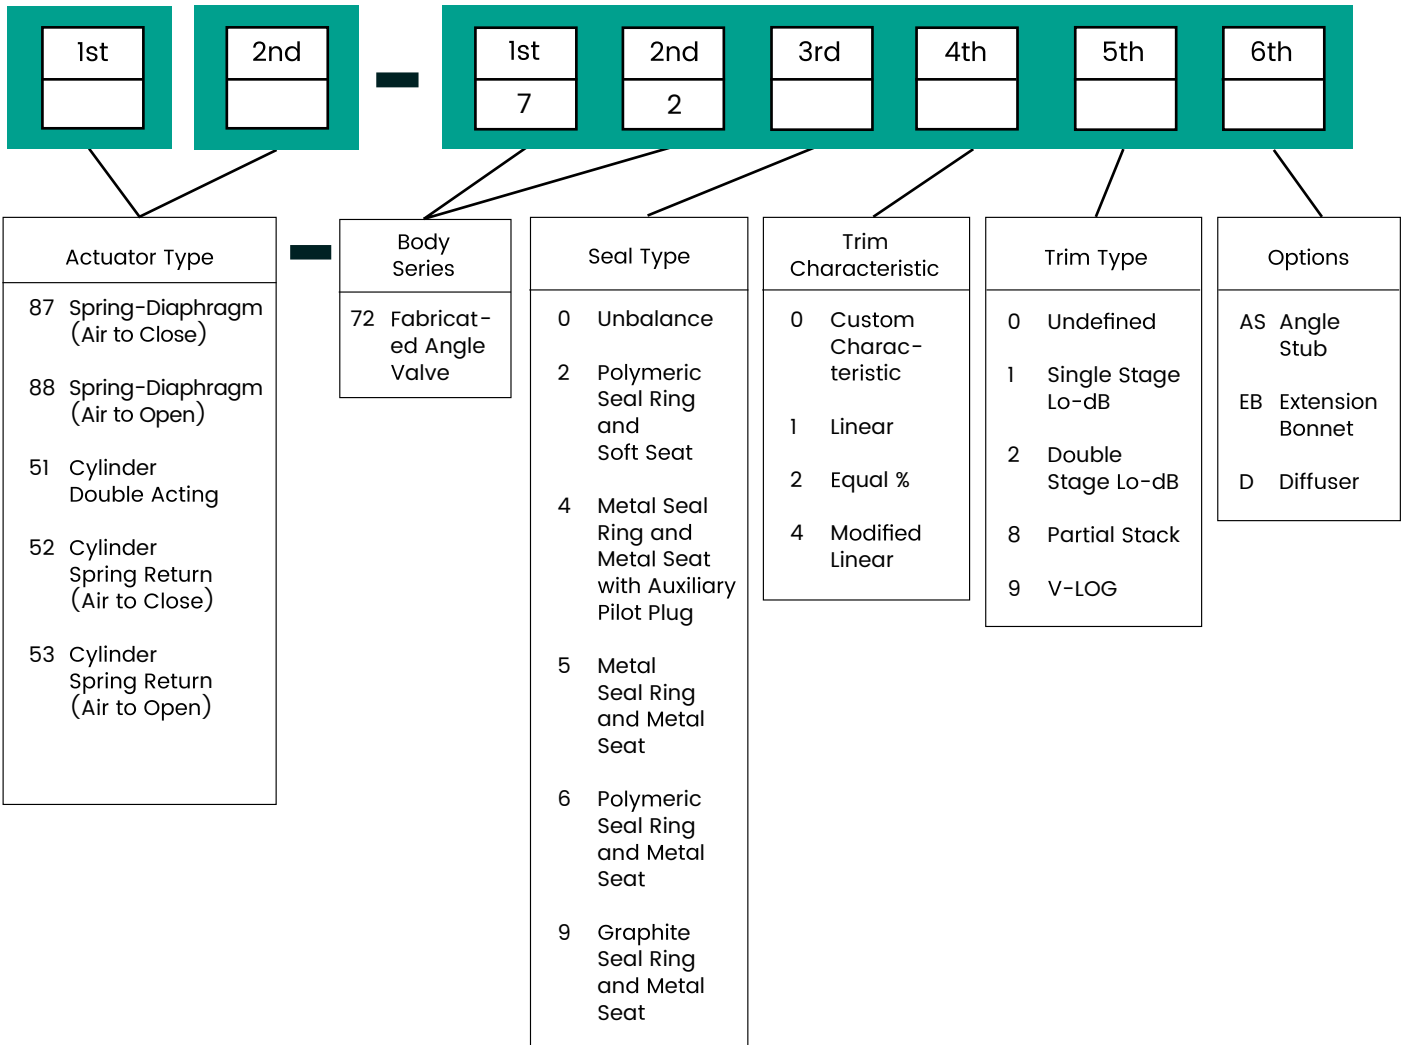 1st
2nd
1st
2nd
3rd
4th
5th
6th
7
2
Actuator Type
87 Spring-Diaphragm
(Air to Close)
88 Spring-Diaphragm
(Air to Open)
51 Cylinder
Double Acting
52 Cylinder
Spring Return
(Air to Close)
53 Cylinder
Spring Return
(Air to Open)
Body
Series
72 Fabricat-
ed Angle
Valve
Seal Type
0 Unbalance
2 Polymeric
Seal Ring
and
Soft Seat
4 Metal Seal
Ring and
Metal Seat
with Auxiliary
Pilot Plug
5 Metal
Seal Ring
and Metal
Seat
6 Polymeric
Seal Ring
and Metal
Seat
9 Graphite
Seal Ring
and Metal
Seat
Trim
Characteristic
0 Custom
Charac-
teristic
1 Linear
2 Equal %
4 Modified
Linear
Trim Type
0 Undefined
1 Single Stage
Lo-dB
2 Double
Stage Lo-dB
8 Partial Stack
9 V-LOG
Options
AS Angle
Stub
EB Extension
Bonnet
D Diffuser